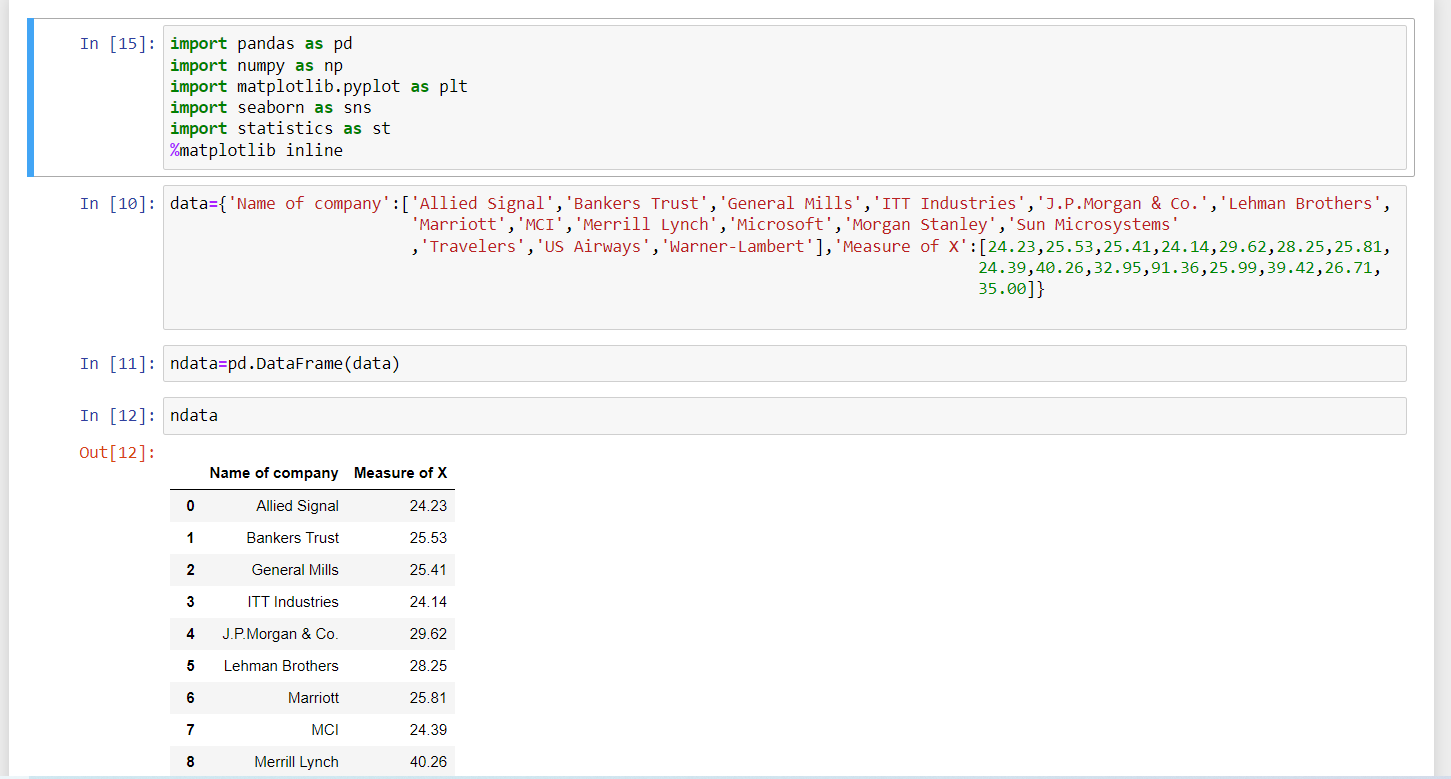 In [15]: import pandas as pd
import numpy as np
import matplotlib.pyplot as plt
import seaborn as sns
import statistics as st
%matplotlib inline
In [10]: data={'Name of company':['Allied Signal','Bankers Trust','General Mills','ITT Industries','J.P.Morgan & Co.','Lehman Brothers',
'Marriott','MCI','Merrill Lynch','Microsoft','Morgan Stanley','Sun Microsystems'
,'Travelers','US Airways','Warner-Lambert'],'Measure of X':[24.23,25.53,25.41,24.14,29.62,28.25,25.81,
24.39,40.26,32.95,91.36,25.99,39.42,26.71,
35.00]}
In [11]: ndata=pd.DataFrame(data)
In [12]: ndata
Out[12]:
Name of company Measure of X
0 Allied Signal 24.23
1 Bankers Trust 25.53
2 General Mills 25.41
3 ITT Industries 24.14
4 J.P.Morgan & Co. 29.62
5 Lehman Brothers 28.25
6 Marriott 25.81
7 MCI 24.39
8 Merrill Lynch 40.26